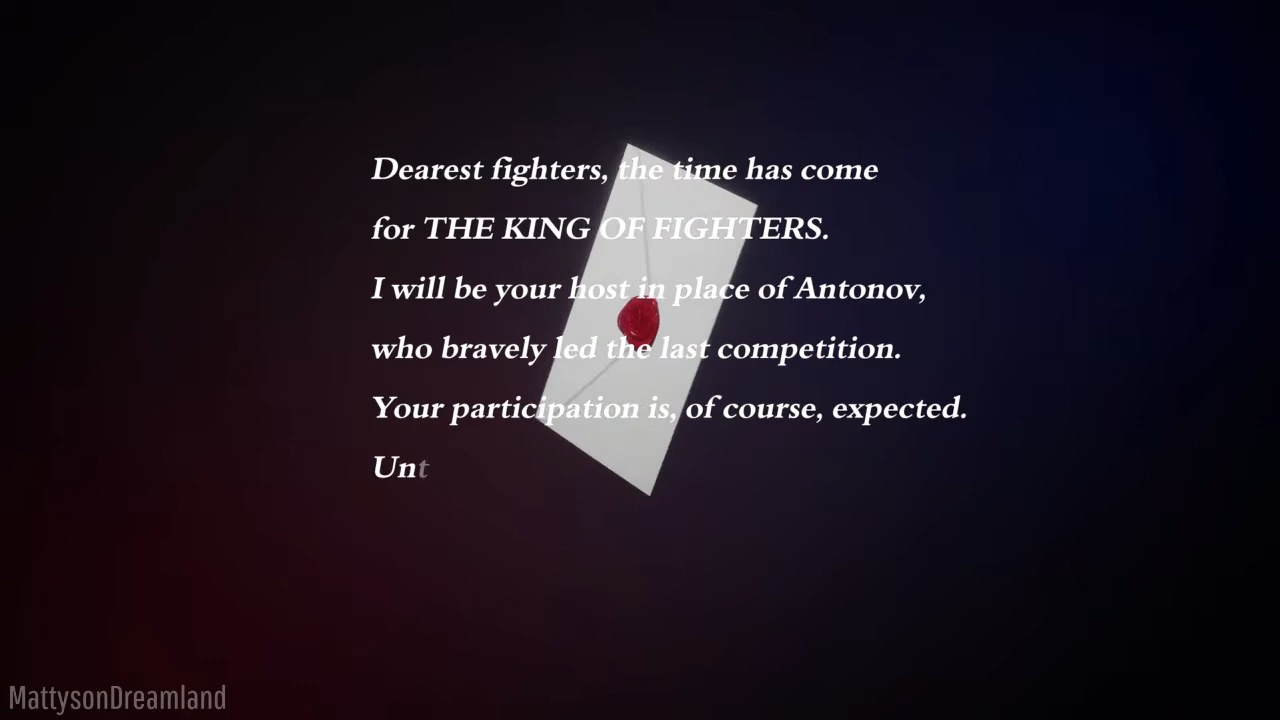 Dearest fighters, the time has come
for THE KING OF FIGHTERS.
I will be your host in place of Antonov,
who bravely led the last competition.
Your participation is, of course, expected.
Unt
MattysonDreamland